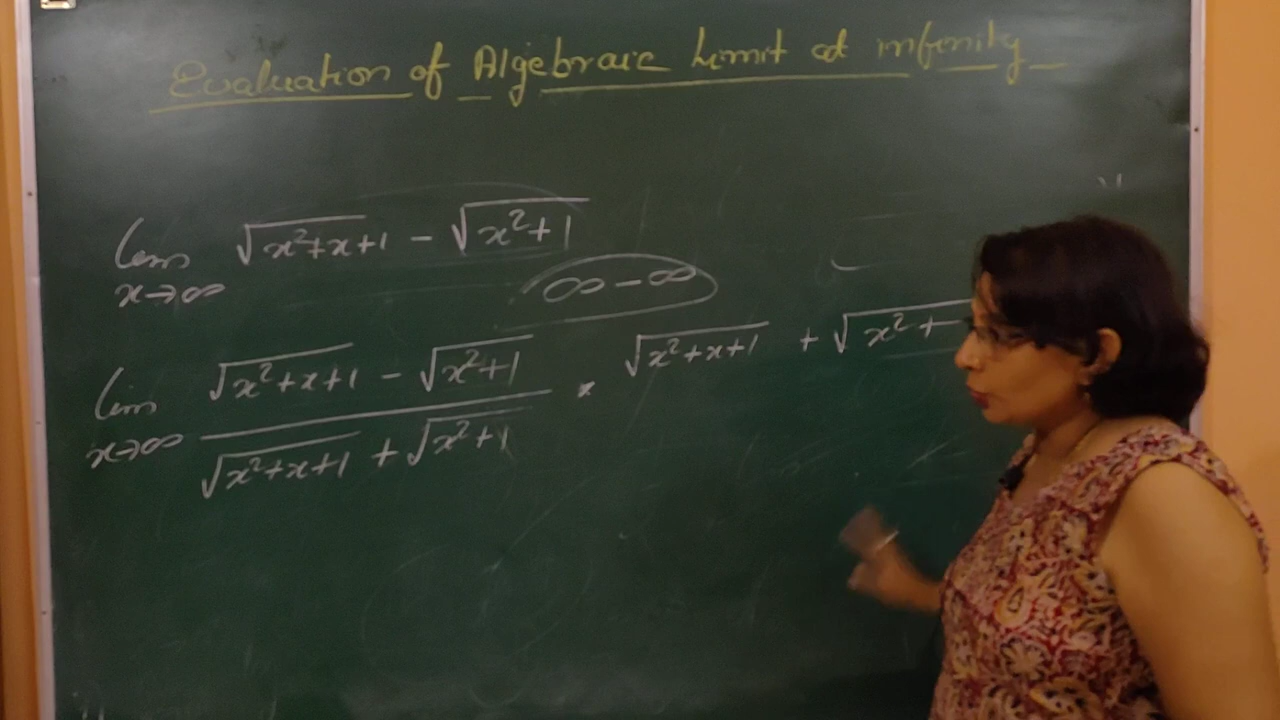 Evaluation of Algebraic Limit at infinity
lim x→∞ √x²+x+1 − √x²+1
∞−∞
lim x→∞ √x²+x+1 − √x²+1 / √x²+x+1 + √x²+1 × √x²+x+1 + √x²+